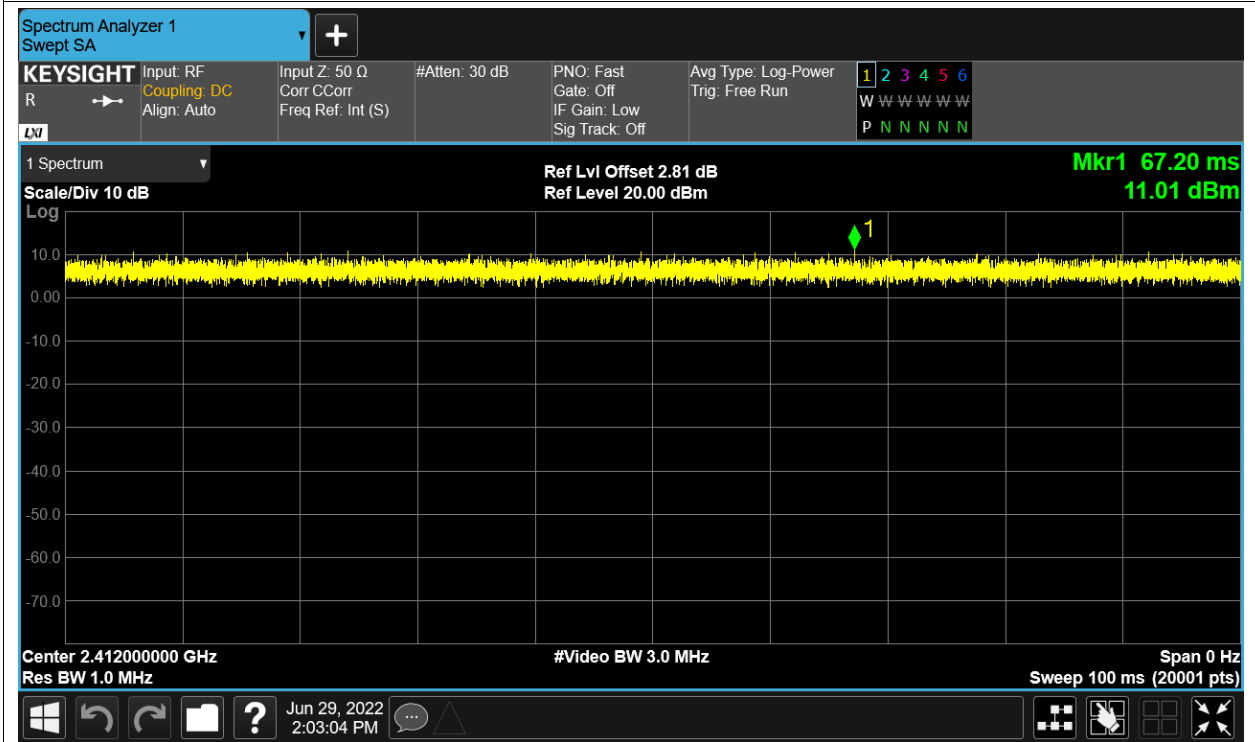 Spectrum Analyzer 1
Swept SA
KEYSIGHT
R
LXI
Input: RF
Coupling: DC
Align: Auto
Input Z: 50 Ω
Corr CCorr
Freq Ref: Int (S)
#Atten: 30 dB
PNO: Fast
Gate: Off
IF Gain: Low
Sig Track: Off
Avg Type: Log-Power
Trig: Free Run
1 2 3 4 5 6
W W W W W W
P N N N N N
1 Spectrum
Scale/Div 10 dB
Log
Ref Lvl Offset 2.81 dB
Ref Level 20.00 dBm
Mkr1 67.20 ms
11.01 dBm
1
10.0
0.00
-10.0
-20.0
-30.0
-40.0
-50.0
-60.0
-70.0
Center 2.412000000 GHz
Res BW 1.0 MHz
#Video BW 3.0 MHz
Span 0 Hz
Sweep 100 ms (20001 pts)
?
Jun 29, 2022
2:03:04 PM